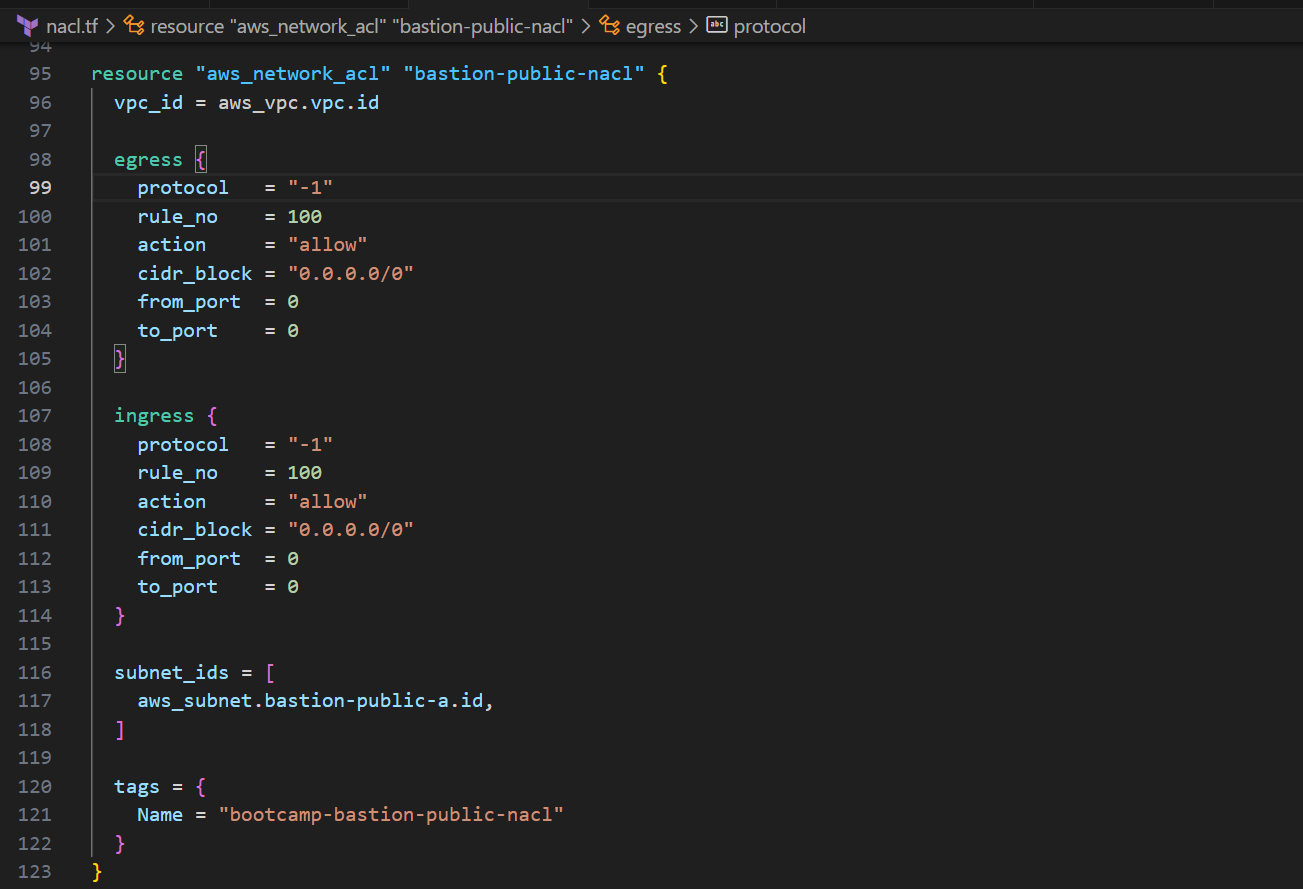 nacl.tf > resource "aws_network_acl" "bastion-public-nacl" > egress > abc protocol
94
95 resource "aws_network_acl" "bastion-public-nacl" {
96   vpc_id = aws_vpc.vpc.id
97
98   egress {
99     protocol   = "-1"
100     rule_no    = 100
101     action     = "allow"
102     cidr_block = "0.0.0.0/0"
103     from_port  = 0
104     to_port    = 0
105   }
106
107   ingress {
108     protocol   = "-1"
109     rule_no    = 100
110     action     = "allow"
111     cidr_block = "0.0.0.0/0"
112     from_port  = 0
113     to_port    = 0
114   }
115
116   subnet_ids = [
117     aws_subnet.bastion-public-a.id,
118   ]
119
120   tags = {
121     Name = "bootcamp-bastion-public-nacl"
122   }
123 }